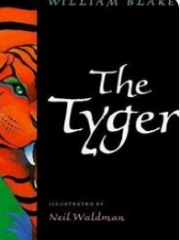 WILLIAM BLAKE
The
Tyger
ILLUSTRATED BY
Neil Waldman